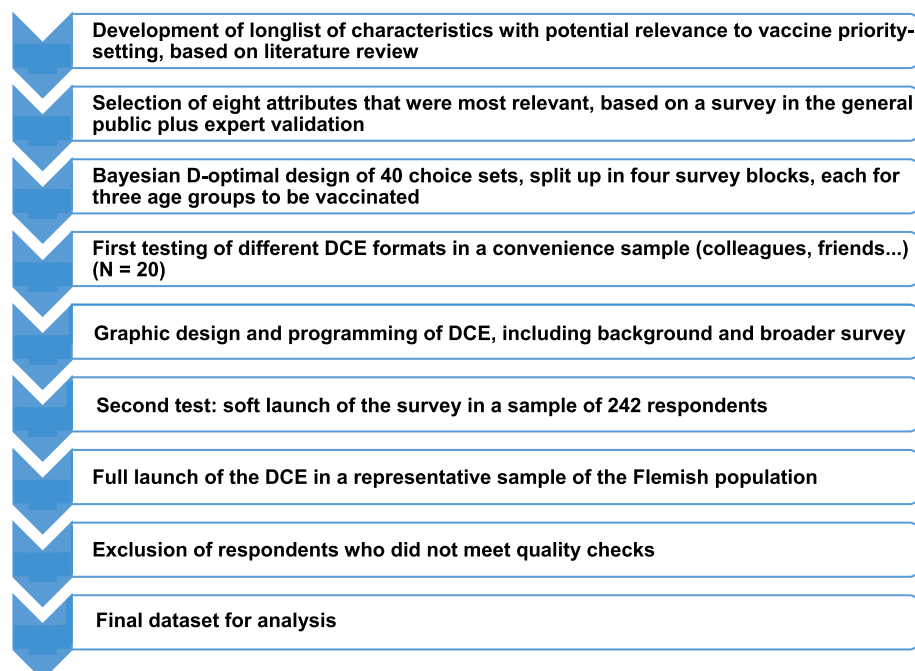 Development of longlist of characteristics with potential relevance to vaccine priority-
setting, based on literature review
Selection of eight attributes that were most relevant, based on a survey in the general
public plus expert validation
Bayesian D-optimal design of 40 choice sets, split up in four survey blocks, each for
three age groups to be vaccinated
First testing of different DCE formats in a convenience sample (colleagues, friends...)
(N = 20)
Graphic design and programming of DCE, including background and broader survey
Second test: soft launch of the survey in a sample of 242 respondents
Full launch of the DCE in a representative sample of the Flemish population
Exclusion of respondents who did not meet quality checks
Final dataset for analysis